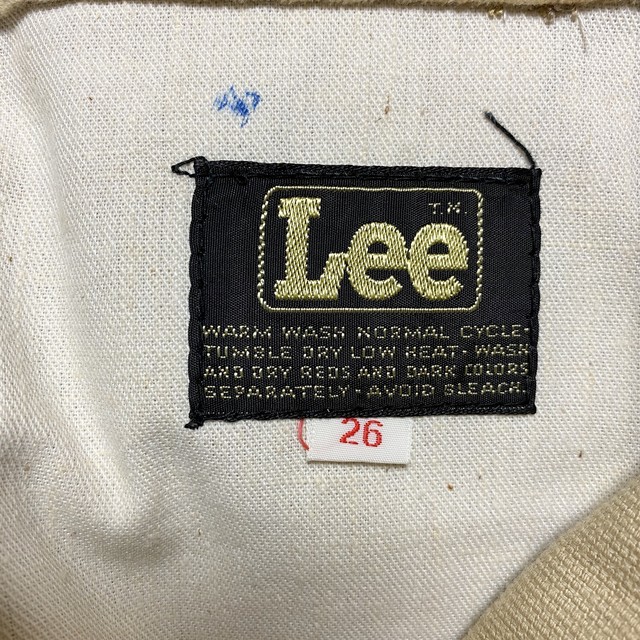 T.M.
Lee
WARM WASH NORMAL CYCLE-
TUMBLE DRY LOW HEAT-WASH
AND DRY REDS AND DARK COLORS
SEPARATELY-AVOID BLEACH
26